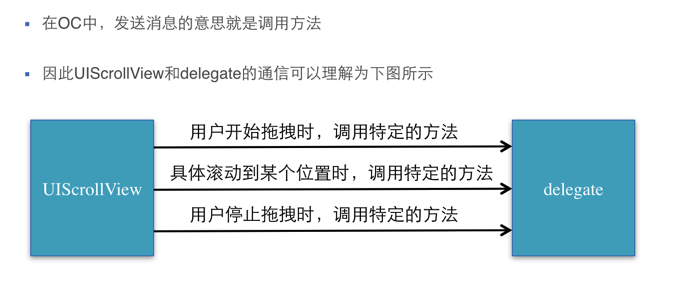 在OC中，发送消息的意思就是调用方法
因此UIScrollView和delegate的通信可以理解为下图所示
用户开始拖拽时，调用特定的方法
具体滚动到某个位置时，调用特定的方法
UIScrollView
delegate
用户停止拖拽时，调用特定的方法